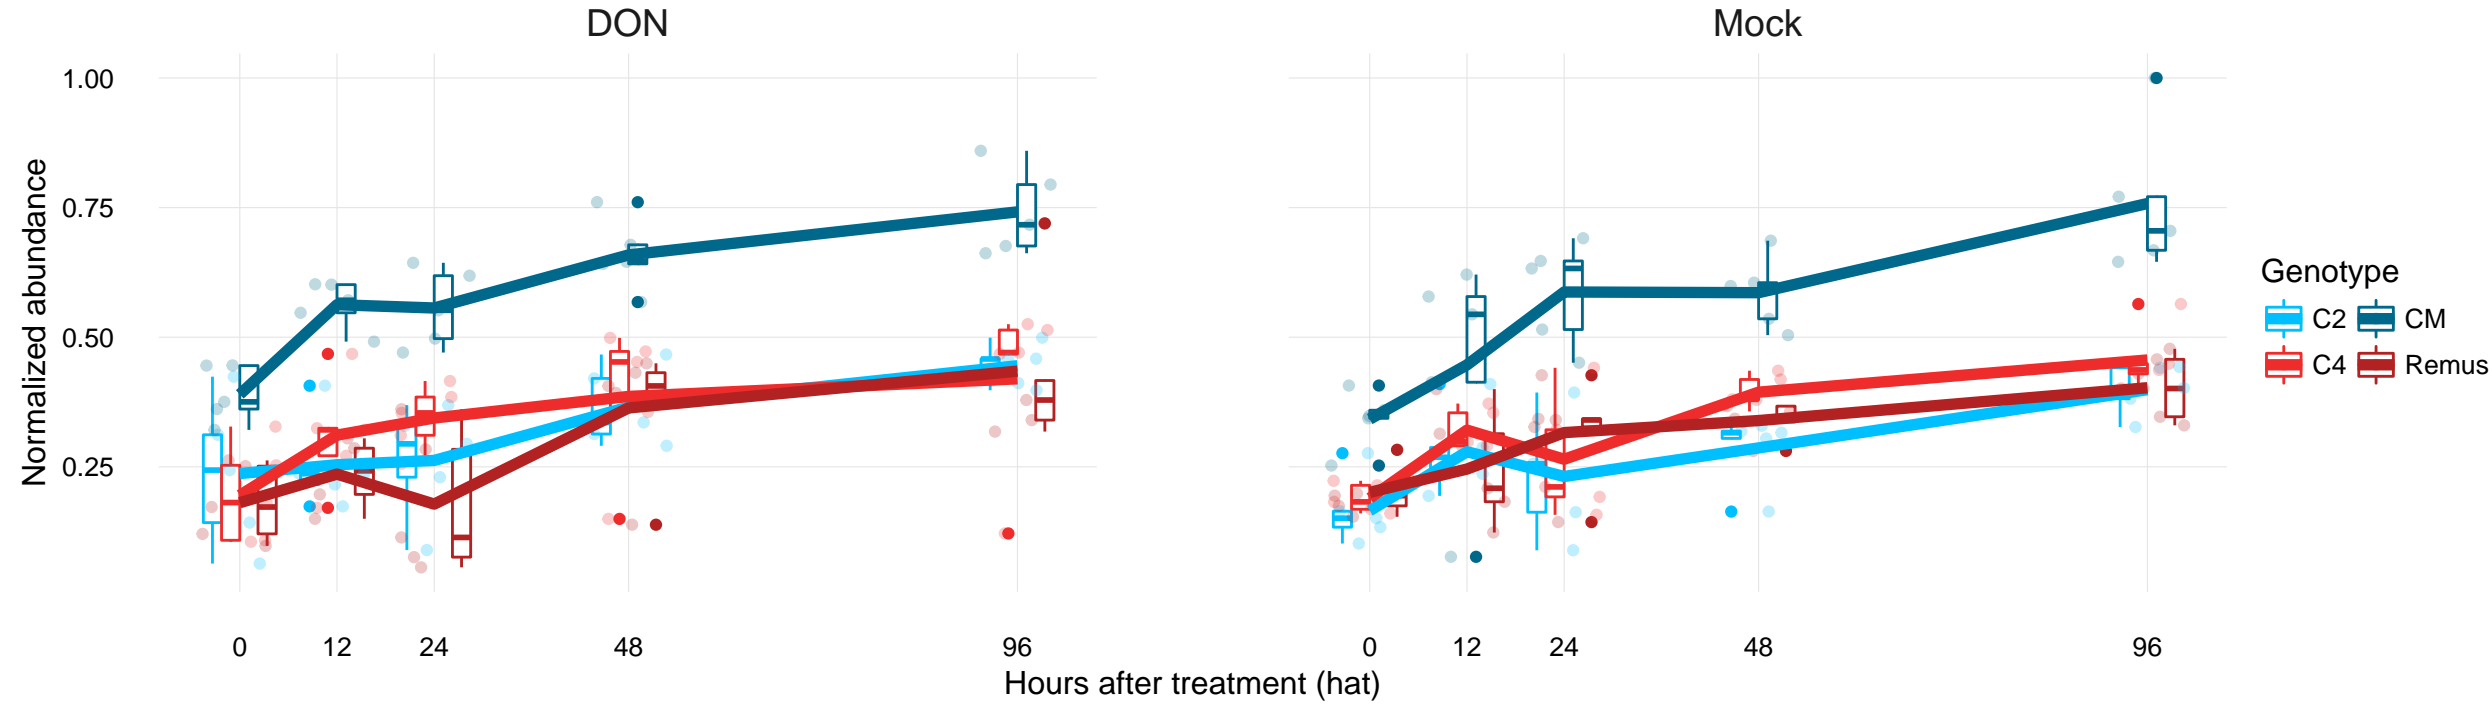 DON
Mock
Normalized abundance
1.00
0.75
0.50
0.25
0 12 24 48 96
0 12 24 48 96
Hours after treatment (hat)
Genotype
C2 CM
C4 Remus